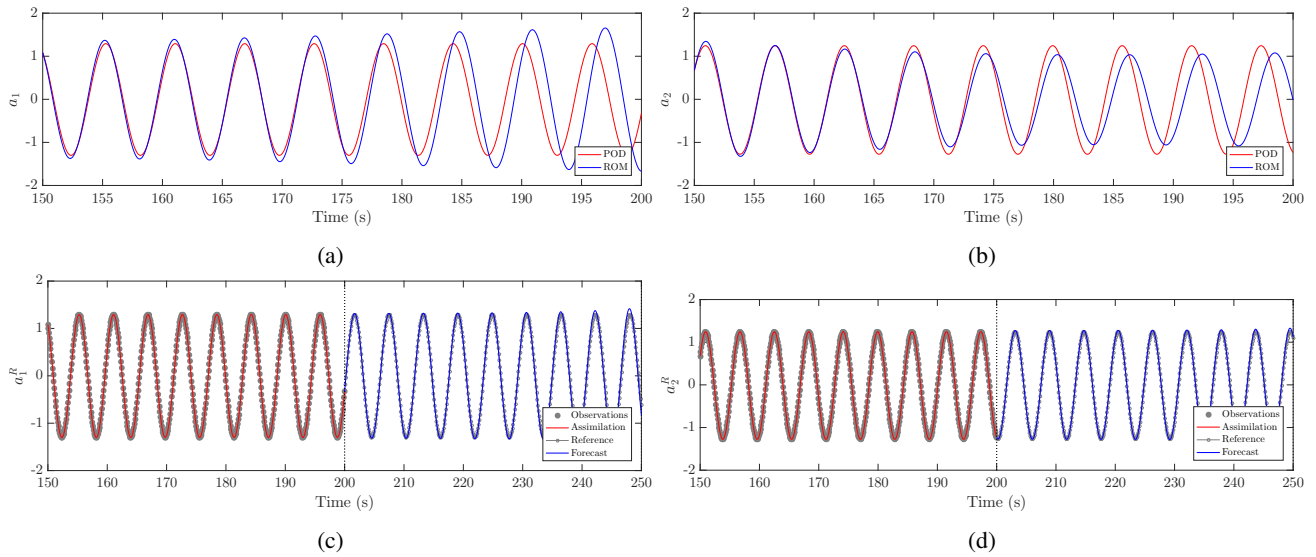 2
1
0
-1
-2
a1
150 155 160 165 170 175 180 185 190 195 200
Time (s)
POD
ROM
(a)
2
1
0
-1
-2
a2
150 155 160 165 170 175 180 185 190 195 200
Time (s)
POD
ROM
(b)
2
1
0
-1
-2
a1^R
150 160 170 180 190 200 210 220 230 240 250
Time (s)
Observations
Assimilation
Reference
Forecast
(c)
2
1
0
-1
-2
a2^R
150 160 170 180 190 200 210 220 230 240 250
Time (s)
Observations
Assimilation
Reference
Forecast
(d)